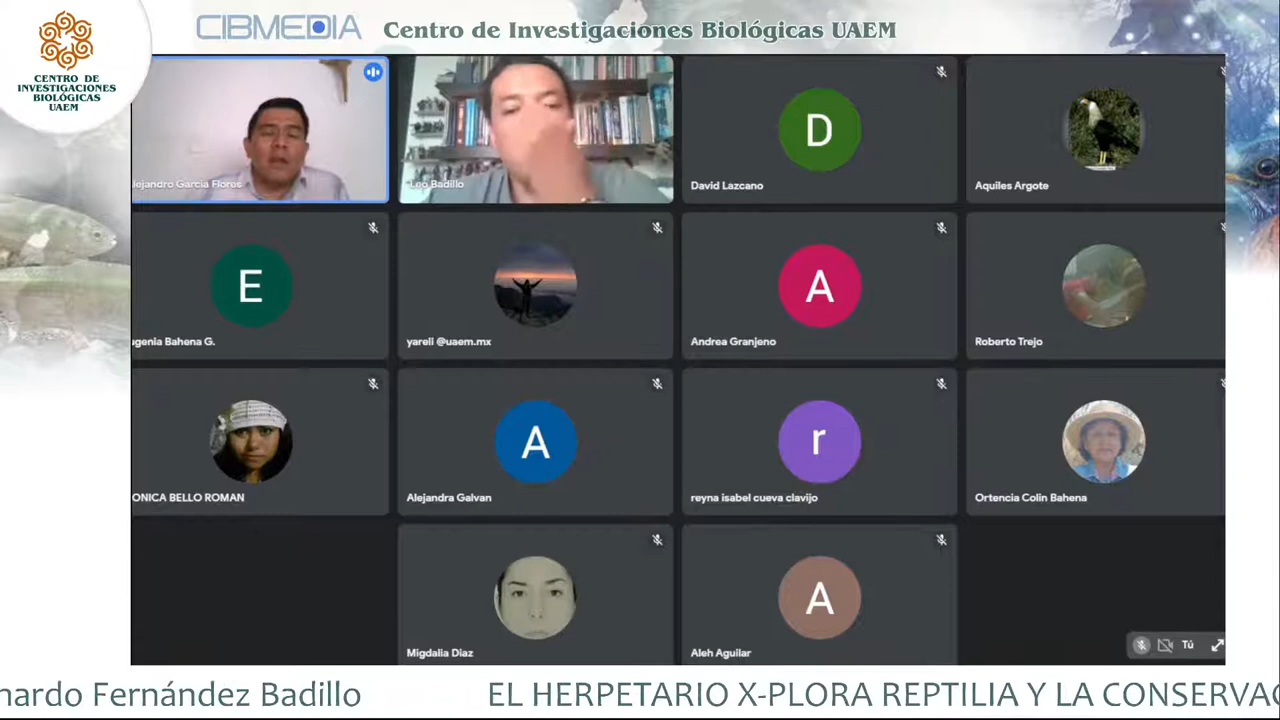 CENTRO DE
INVESTIGACIONES
BIOLÓGICAS
UAEM
CIBMEDIA
Centro de Investigaciones Biológicas UAEM
lejandro García Flores
Leo Badillo
D
David Lazcano
Aquiles Argote
E
ugenia Bahena G.
yareli @uaem.mx
A
Andrea Granjeno
Roberto Trejo
ONICA BELLO ROMAN
A
Alejandra Galvan
r
reyna isabel cueva clavijo
Ortencia Colin Bahena
Migdalia Diaz
A
Aleh Aguilar
Tú
nardo Fernández Badillo
EL HERPETARIO X-PLORA REPTILIA Y LA CONSERVAC